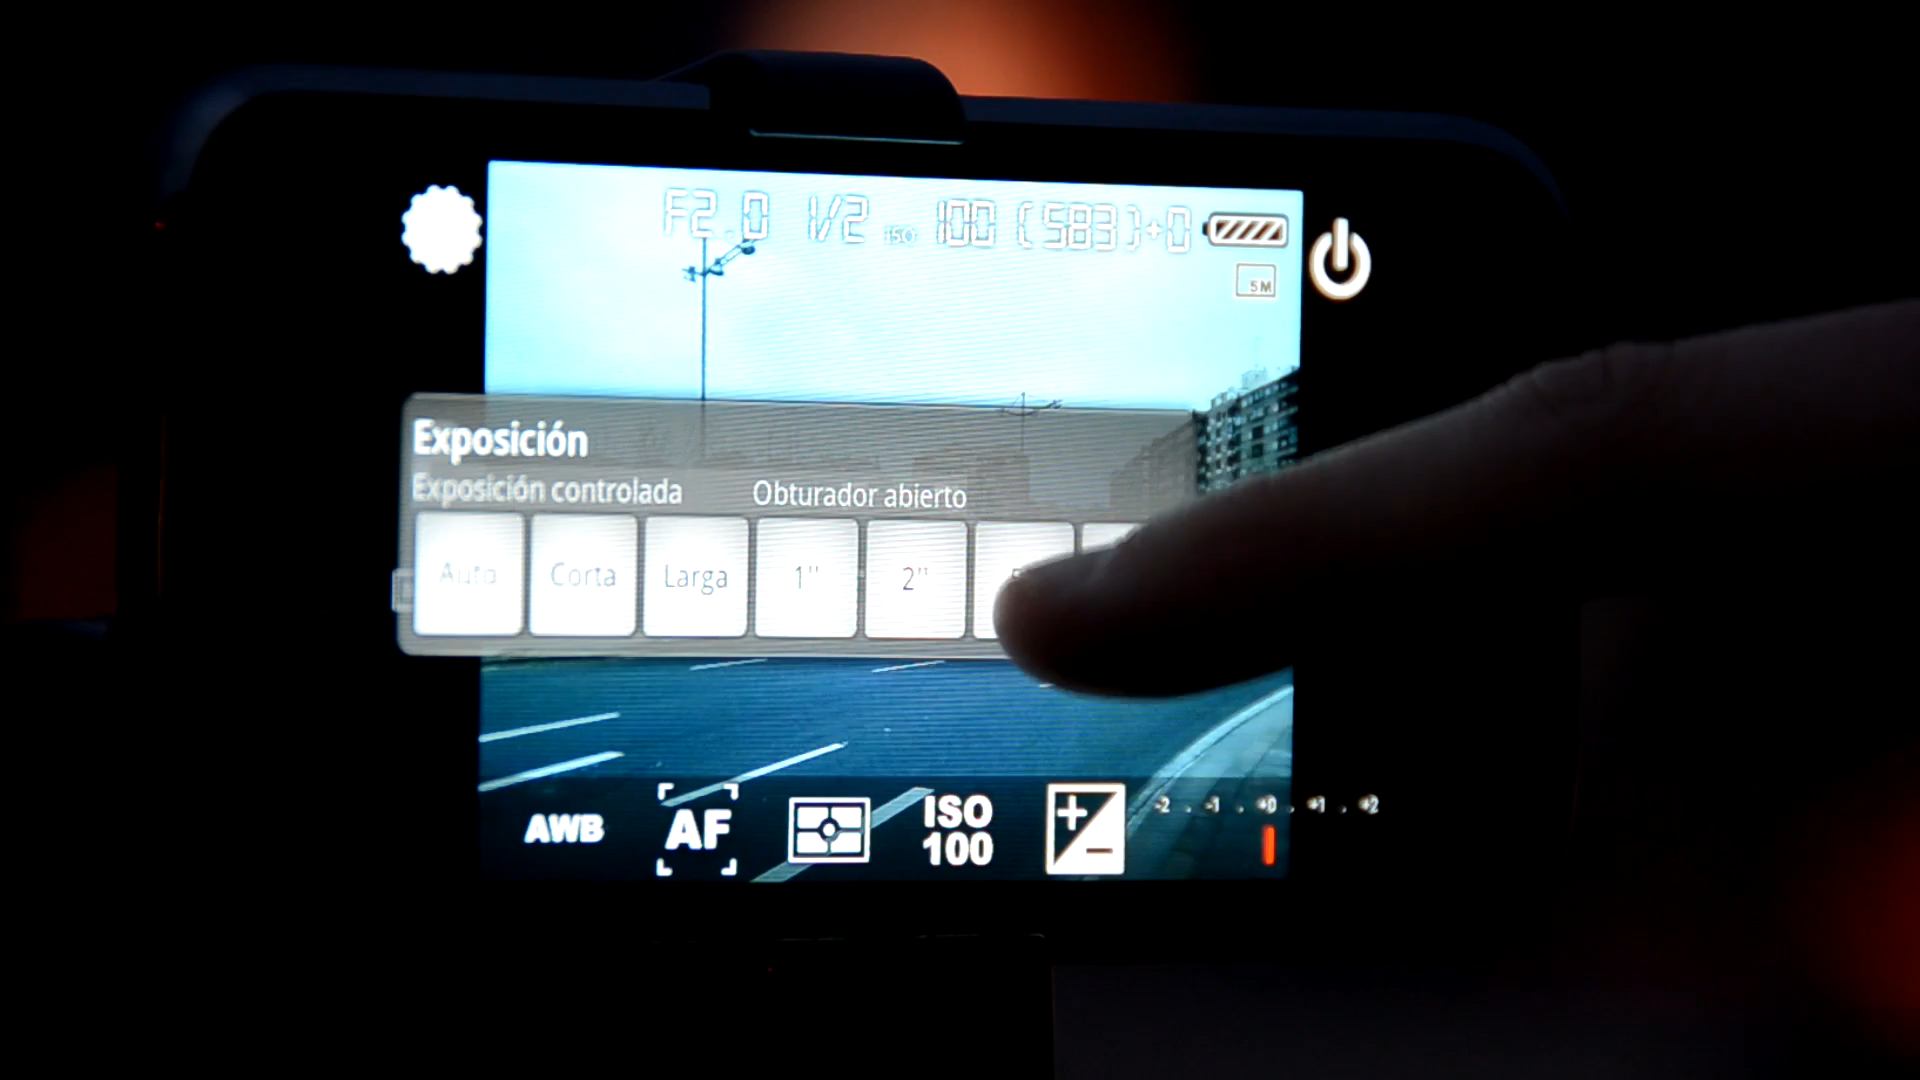 F2.0 1/2 ISO 100 (583)+0
5M
Exposición
Exposición controlada Obturador abierto
Auto Corta Larga 1'' 2''
-2 . -1 . +0 . +1 . +2
AWB AF ISO 100